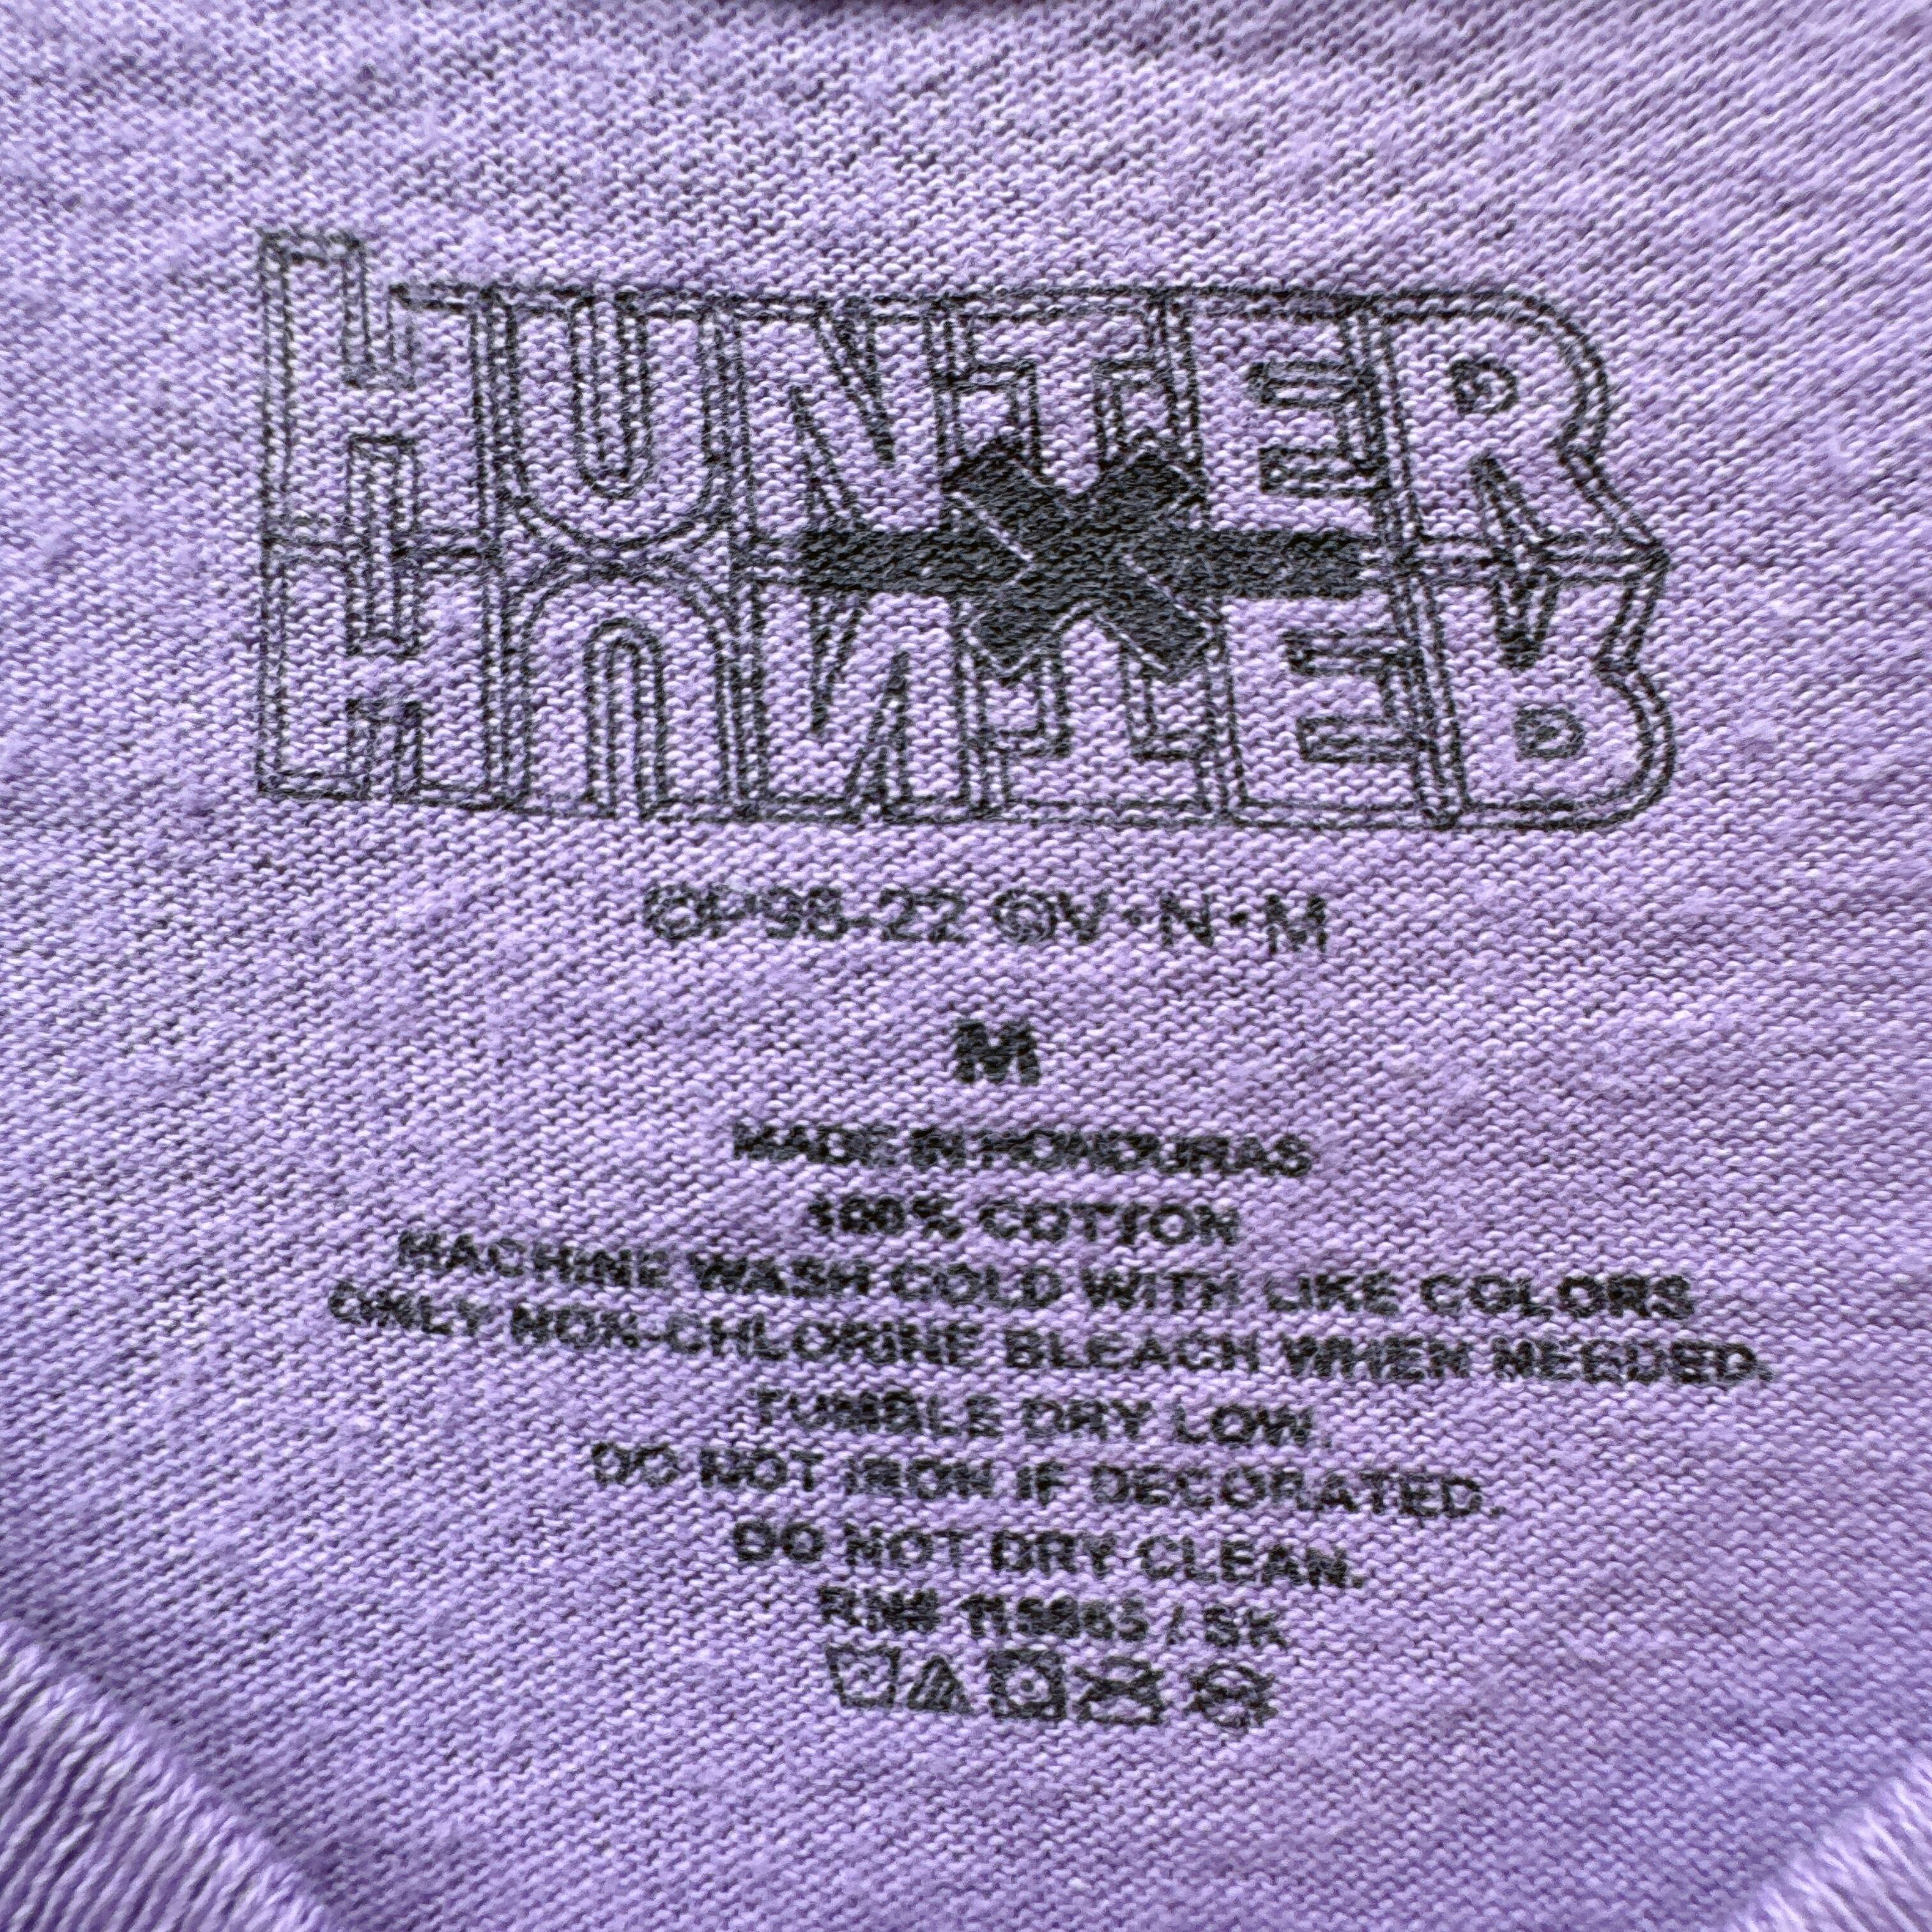 HUNTER
X
HUNTER
©P98-22 ©V•N•M
M
MADE IN HONDURAS
100% COTTON
MACHINE WASH COLD WITH LIKE COLORS
ONLY NON-CHLORINE BLEACH WHEN NEEDED.
TUMBLE DRY LOW.
DO NOT IRON IF DECORATED.
DO NOT DRY CLEAN.
RN# 119865 / SK